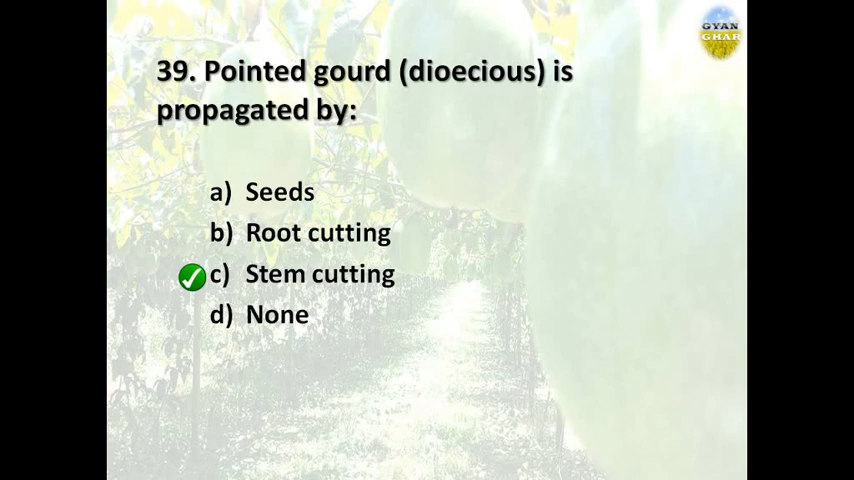 GYAN
GHAR
39. Pointed gourd (dioecious) is
propagated by:
a) Seeds
b) Root cutting
c) Stem cutting
d) None